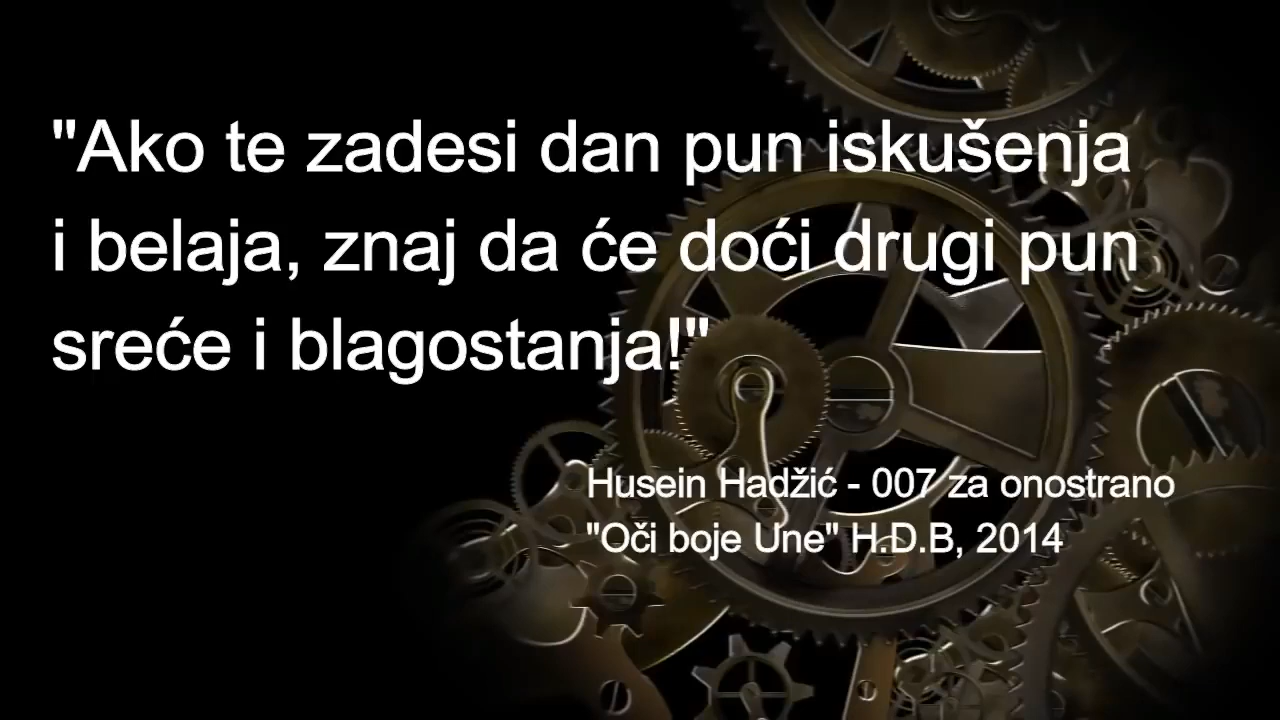 "Ako te zadesi dan pun iskušenja
i belaja, znaj da će doći drugi pun
sreće i blagostanja!"
Husein Hadžić - 007 za onostrano
"Oči boje Une" H.D.B, 2014